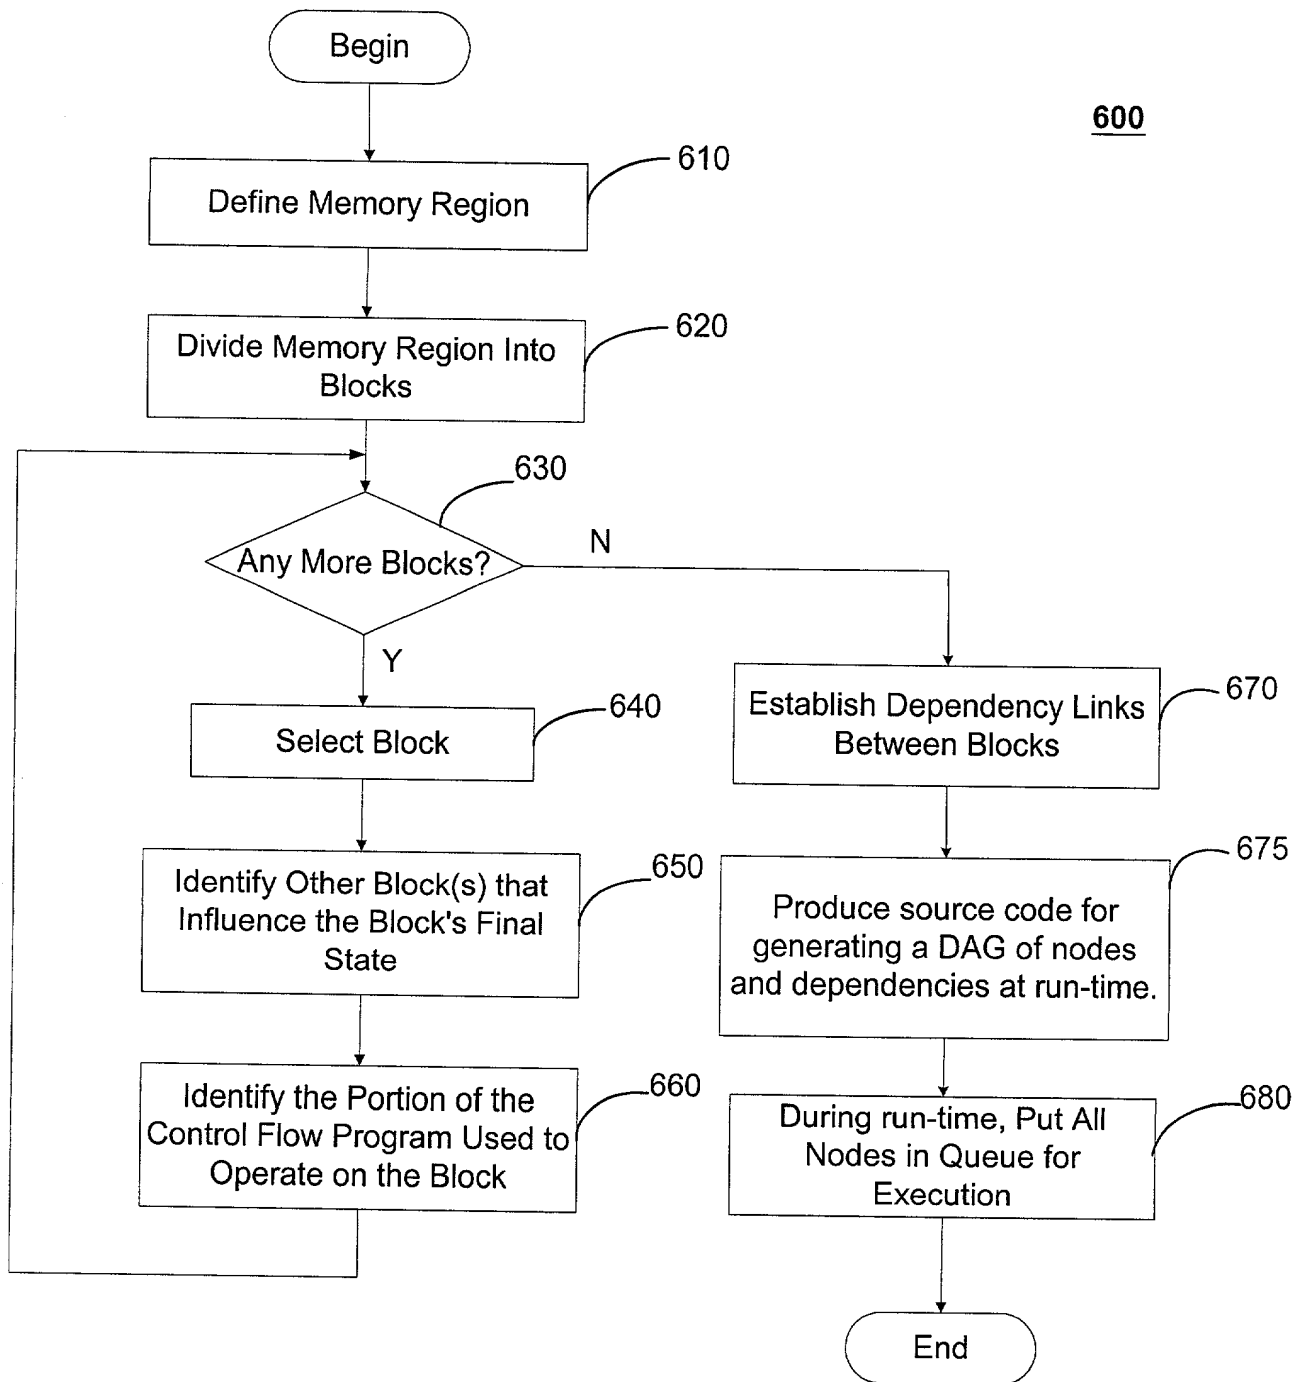 Begin
600
610
Define Memory Region
620
Divide Memory Region Into
Blocks
630
Any More Blocks?
N
Y
640
Select Block
650
Identify Other Block(s) that
Influence the Block's Final
State
660
Identify the Portion of the
Control Flow Program Used to
Operate on the Block
670
Establish Dependency Links
Between Blocks
675
Produce source code for
generating a DAG of nodes
and dependencies at run-time.
680
During run-time, Put All
Nodes in Queue for
Execution
End